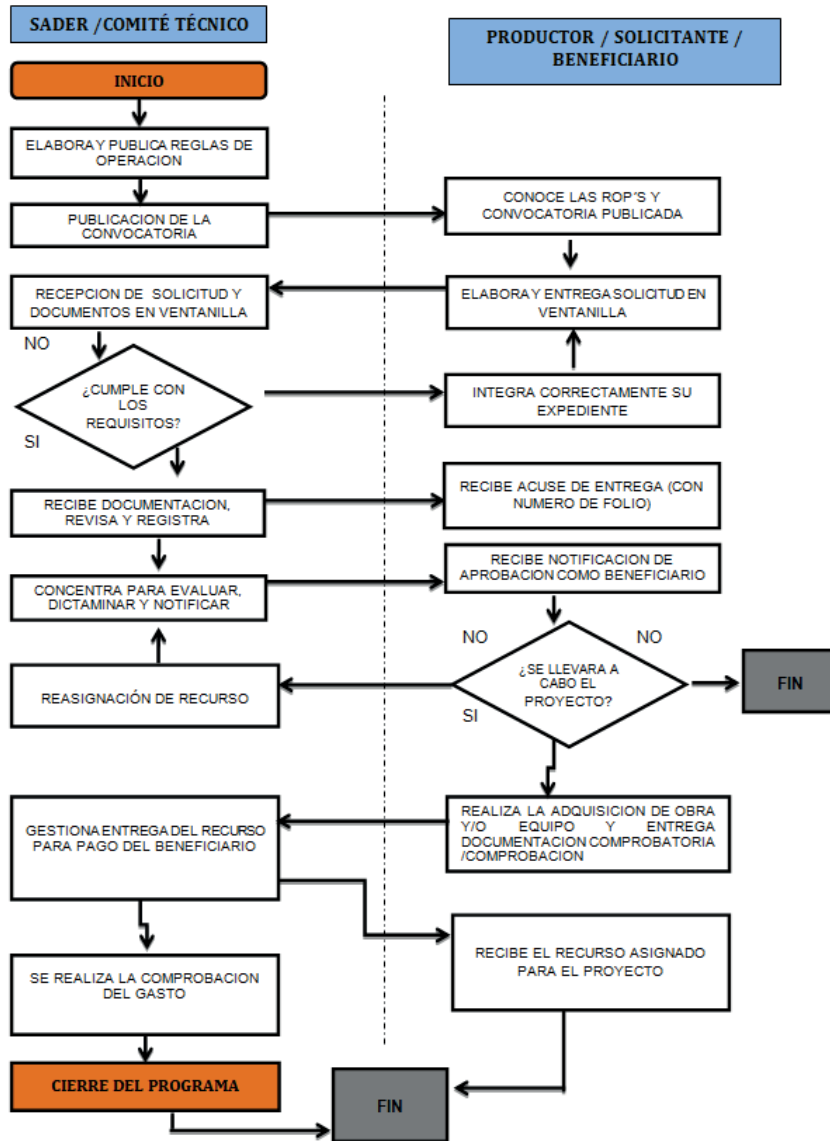 SADER /COMITÉ TÉCNICO
PRODUCTOR / SOLICITANTE /
BENEFICIARIO
INICIO
ELABORA Y PUBLICA REGLAS DE
OPERACION
PUBLICACION DE LA
CONVOCATORIA
CONOCE LAS ROP´S Y
CONVOCATORIA PUBLICADA
RECEPCION DE SOLICITUD Y
DOCUMENTOS EN VENTANILLA
ELABORA Y ENTREGA SOLICITUD EN
VENTANILLA
NO
¿CUMPLE CON
LOS
REQUISITOS?
SI
INTEGRA CORRECTAMENTE SU
EXPEDIENTE
RECIBE DOCUMENTACION,
REVISA Y REGISTRA
RECIBE ACUSE DE ENTREGA (CON
NUMERO DE FOLIO)
CONCENTRA PARA EVALUAR,
DICTAMINAR Y NOTIFICAR
RECIBE NOTIFICACION DE
APROBACION COMO BENEFICIARIO
NO
NO
¿SE LLEVARA A
CABO EL
PROYECTO?
SI
FIN
REASIGNACIÓN DE RECURSO
REALIZA LA ADQUISICION DE OBRA
Y/O EQUIPO Y ENTREGA
DOCUMENTACION COMPROBATORIA
/COMPROBACION
GESTIONA ENTREGA DEL RECURSO
PARA PAGO DEL BENEFICIARIO
RECIBE EL RECURSO ASIGNADO
PARA EL PROYECTO
SE REALIZA LA COMPROBACION
DEL GASTO
CIERRE DEL PROGRAMA
FIN